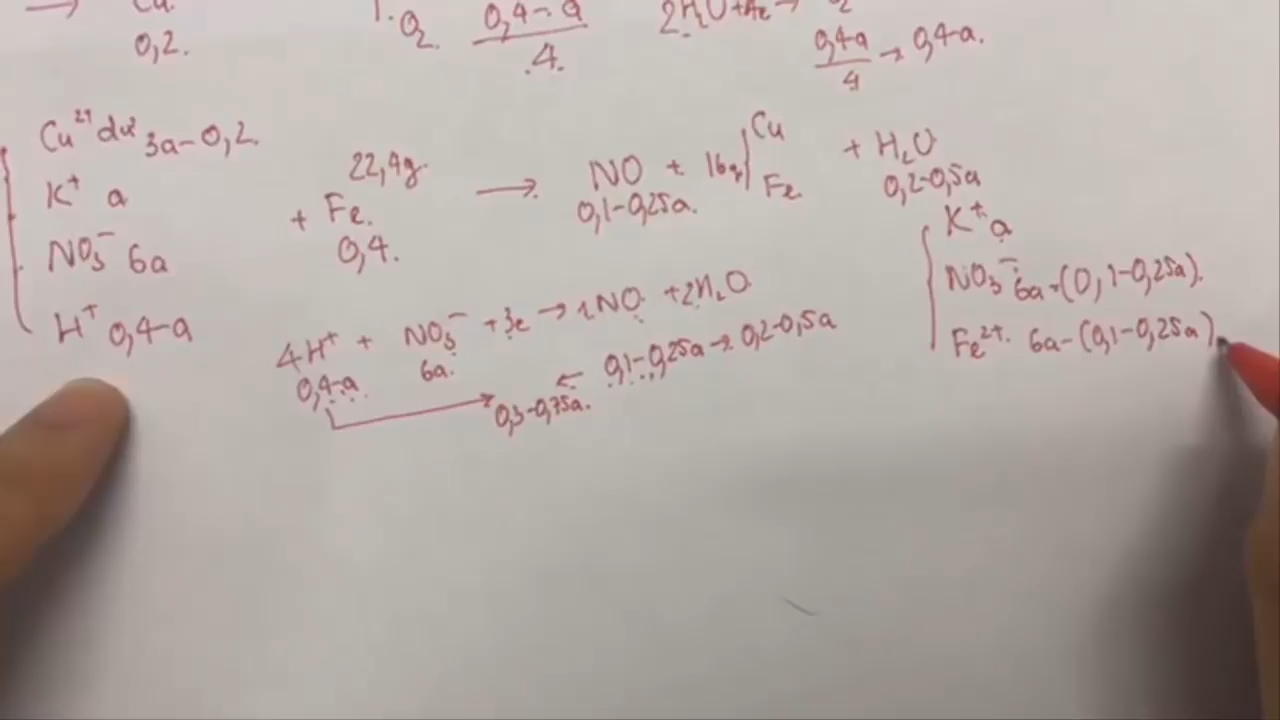 → Cu
0,2.
1. O₂ (0,4-a)/4
2H₂O + 4e → O₂
(0,4-a)/4 → 0,4-a.
Cu²⁺ dư 3a-0,2.
K⁺ a
NO₃⁻ 6a
H⁺ 0,4-a
22,4g
+ Fe. → NO + 16g Cu Fe + H₂O
0,4. 0,1-0,25a. 0,2-0,5a
K⁺ a
NO₃⁻ 6a-(0,1-0,25a).
Fe²⁺. 6a-(0,1-0,25a)
4H⁺ + NO₃⁻ +3e → 1NO +2H₂O
0,4-a. 6a. ← 0,1-0,25a → 0,2-0,5a
0,3-0,75a.